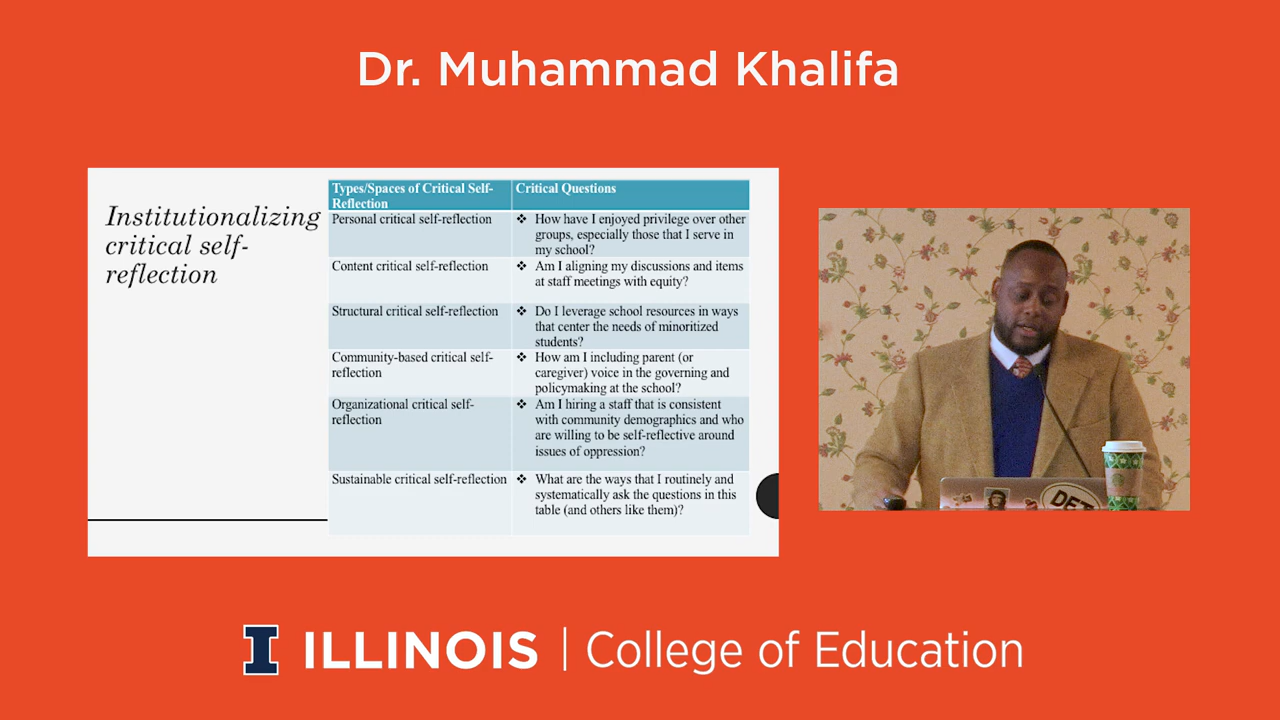 Dr. Muhammad Khalifa
Institutionalizing
critical self-
reflection
Types/Spaces of Critical Self-
Reflection
Critical Questions
Personal critical self-reflection
❖ How have I enjoyed privilege over other
groups, especially those that I serve in
my school?
Content critical self-reflection
❖ Am I aligning my discussions and items
at staff meetings with equity?
Structural critical self-reflection
❖ Do I leverage school resources in ways
that center the needs of minoritized
students?
Community-based critical self-
reflection
❖ How am I including parent (or
caregiver) voice in the governing and
policymaking at the school?
Organizational critical self-
reflection
❖ Am I hiring a staff that is consistent
with community demographics and who
are willing to be self-reflective around
issues of oppression?
Sustainable critical self-reflection
❖ What are the ways that I routinely and
systematically ask the questions in this
table (and others like them)?
DET
I ILLINOIS | College of Education